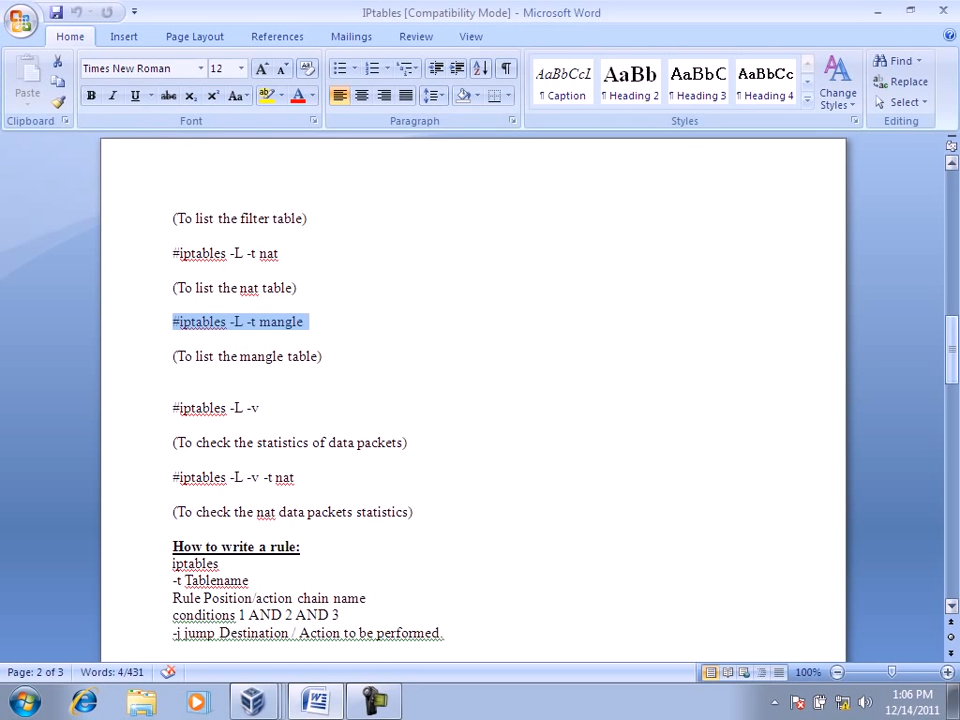 IPtables [Compatibility Mode] - Microsoft Word
Home Insert Page Layout References Mailings Review View
Paste
Clipboard
Times New Roman 12
B I U abc X₂ X² Aa A
Font
Paragraph
AaBbCcI AaBb AaBbC AaBbCc
¶ Caption ¶ Heading 2 ¶ Heading 3 ¶ Heading 4
Change Styles
Styles
Find
Replace
Select
Editing
(To list the filter table)
#iptables -L -t nat
(To list the nat table)
#iptables -L -t mangle
(To list the mangle table)
#iptables -L -v
(To check the statistics of data packets)
#iptables -L -v -t nat
(To check the nat data packets statistics)
How to write a rule:
iptables
-t Tablename
Rule Position/action chain name
conditions 1 AND 2 AND 3
-j jump Destination / Action to be performed.
Page: 2 of 3 Words: 4/431 100%
1:06 PM
12/14/2011